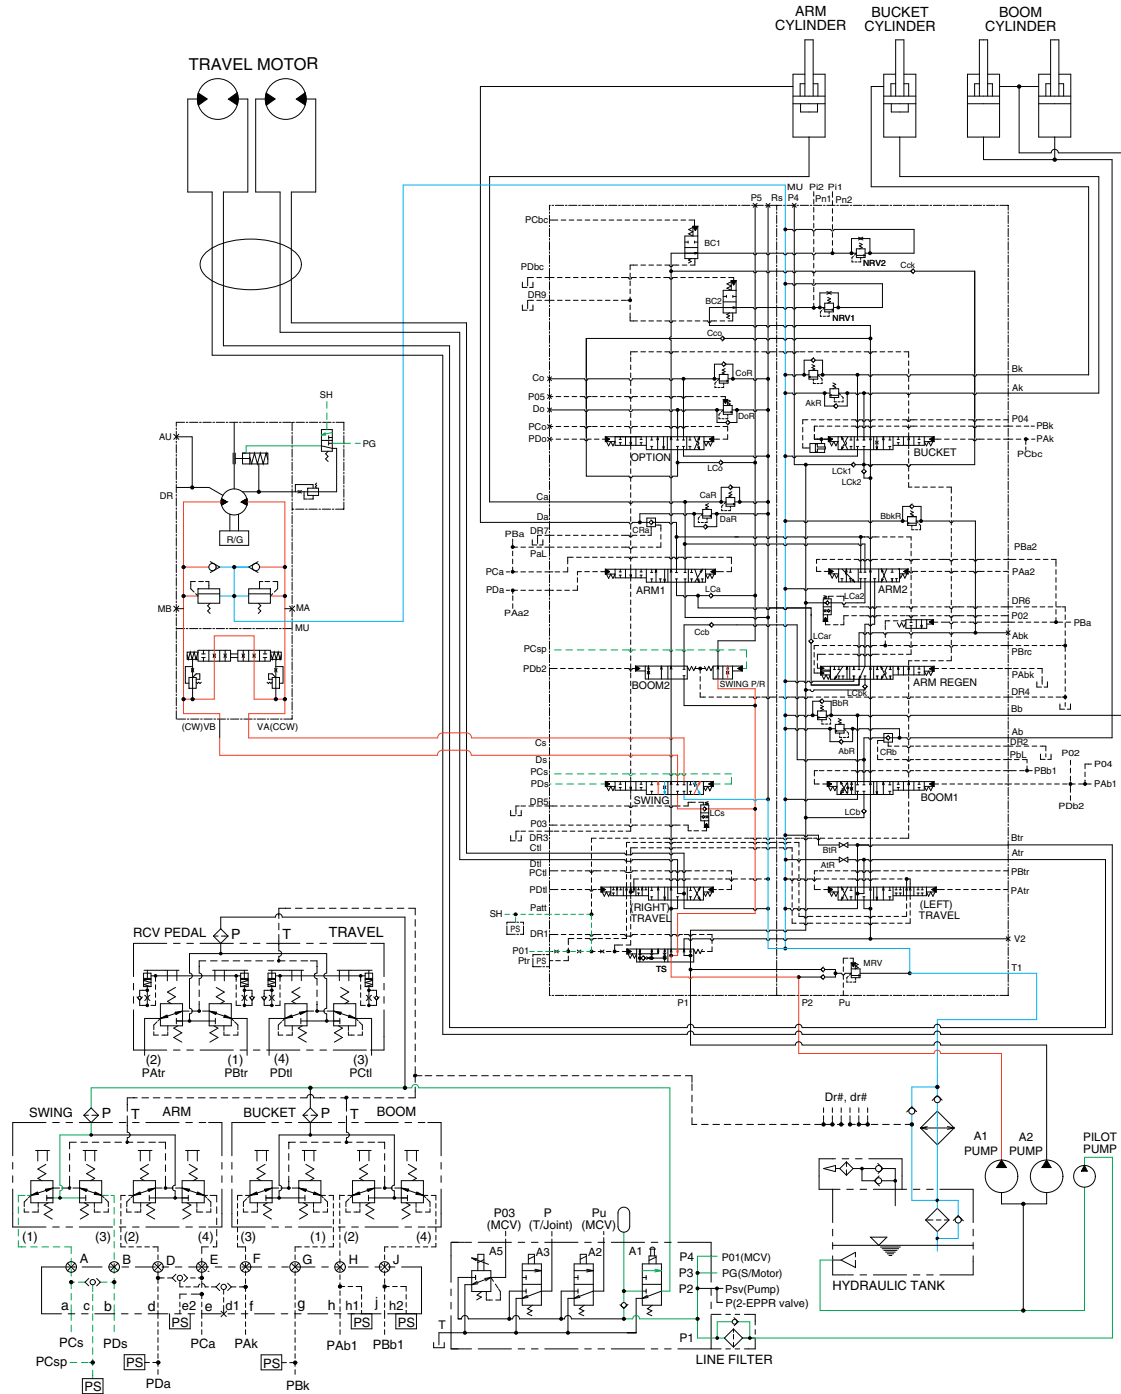 ARM CYLINDER
BUCKET CYLINDER
BOOM CYLINDER
TRAVEL MOTOR
MU Pi2 Pi1
P5 Rs P4 Pn1 Pn2
PCbc
BC1
NRV2
Cck
PDbc
DR9
BC2
NRV1
Cco
CoR
Co
Bk
Ak
AkR
P05
Do
DoR
PCo
PDo
OPTION
LCo
P04
PBk
PAk
PCbc
BUCKET
LCk1
LCk2
SH
AU
PG
DR
R/G
MB
MA
MU
(CW)VB
VA(CCW)
Ca
CaR
Da
DaR
DR7
CRa
PBa
PaL
PCa
PDa
PAa2
ARM1
LCa
BbkR
PBa2
PAa2
ARM2
LCa2
DR6
P02
PBa
LCar
Abk
PBrc
PAbk
ARM REGEN
LCbk
DR4
Ccb
PCsp
PDb2
BOOM2
SWING P/R
BbR
Bb
AbR
Ab
CRb
DR2
PbL
P02
PBb1
P04
PAb1
PDb2
BOOM1
LCb
Cs
Ds
PCs
PDs
SWING
DR5
LCs
P03
DR3
Ctl
Dtl
PCtl
PDtl
Patt
(RIGHT) TRAVEL
BtR
Btr
AtR
Atr
PBtr
PAtr
(LEFT) TRAVEL
SH
PS
DR1
P01
Ptr
PS
TS
V2
MRV
T1
P1
P2
Pu
RCV PEDAL
P
T
TRAVEL
(2) (1) (4) (3)
PAtr PBtr PDtl PCtl
SWING P T ARM
BUCKET P T BOOM
(1) (3) (2) (4) (3) (1) (2) (4)
A B D E F G H J
a c b d e2 e d1 f g h h1 j h2
PS PS PS
PCs PDs PCa PAk PAb1 PBb1
PCsp
PS
PS
PDa
PS
PBk
P03 (MCV)
P (T/Joint)
Pu (MCV)
A5 A3 A2 A1
T
P4
P01(MCV)
P3
PG(S/Motor)
P2
Psv(Pump)
P(2-EPPR valve)
P1
LINE FILTER
Dr#, dr#
A1 PUMP
A2 PUMP
PILOT PUMP
HYDRAULIC TANK